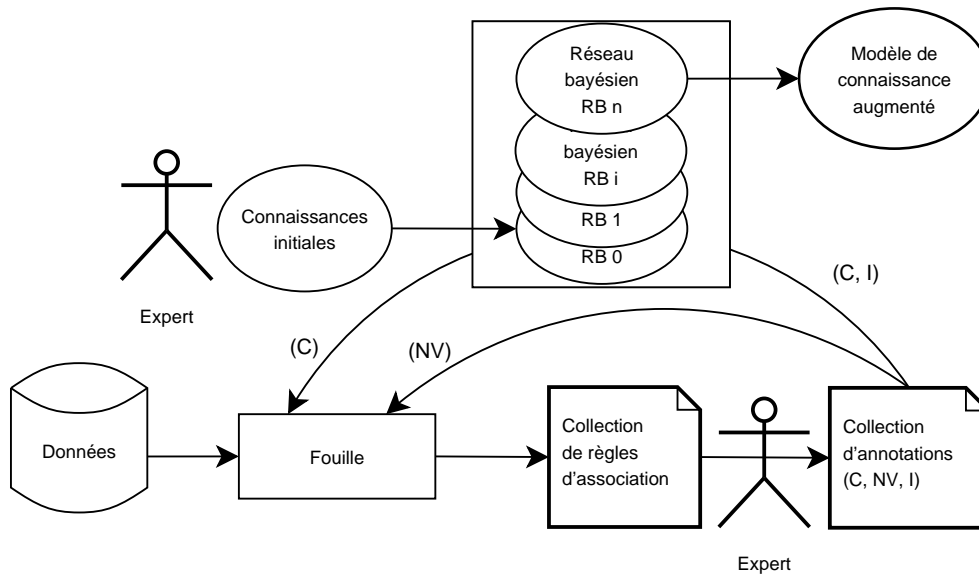 Réseau
bayésien
RB n
bayésien
RB i
RB 1
RB 0
Modèle de
connaissance
augmenté
Connaissances
initiales
Expert
(C, I)
(C)
(NV)
Données
Fouille
Collection
de règles
d'association
Collection
d'annotations
(C, NV, I)
Expert